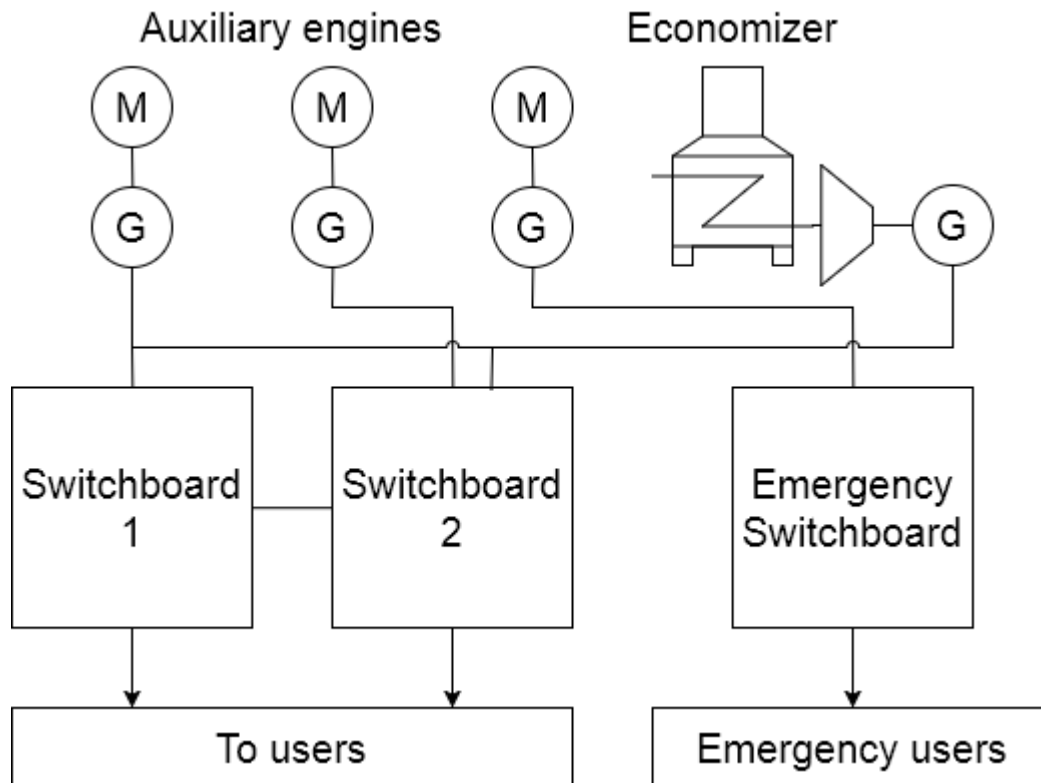 Auxiliary engines
Economizer
M
M
M
G
G
G
G
Switchboard
1
Switchboard
2
Emergency
Switchboard
To users
Emergency users